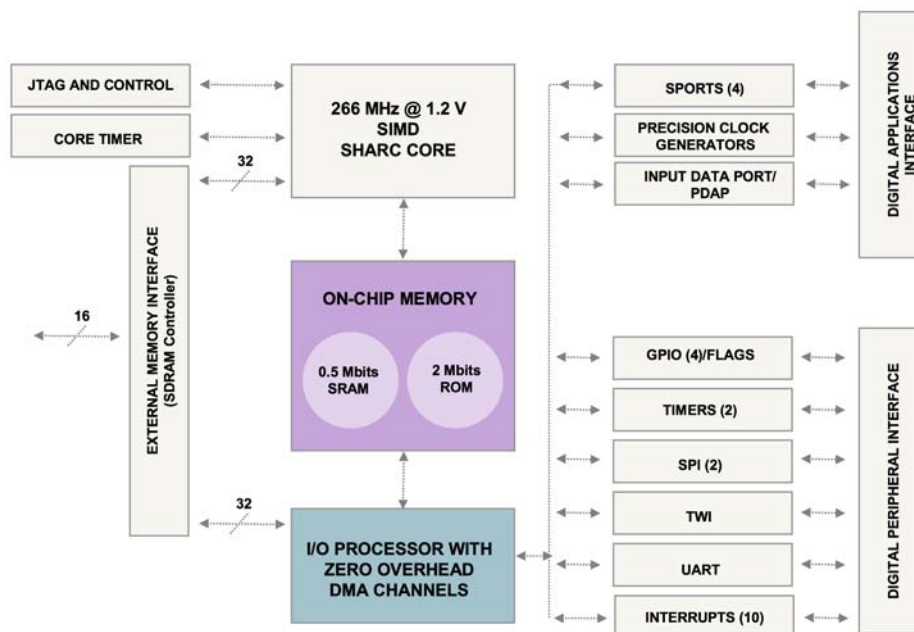 JTAG AND CONTROL
CORE TIMER
266 MHz @ 1.2 V
SIMD
SHARC CORE
32
EXTERNAL MEMORY INTERFACE
(SDRAM Controller)
16
32
ON-CHIP MEMORY
0.5 Mbits
SRAM
2 Mbits
ROM
I/O PROCESSOR WITH
ZERO OVERHEAD
DMA CHANNELS
SPORTS (4)
PRECISION CLOCK
GENERATORS
INPUT DATA PORT/
PDAP
DIGITAL APPLICATIONS
INTERFACE
GPIO (4)/FLAGS
TIMERS (2)
SPI (2)
TWI
UART
INTERRUPTS (10)
DIGITAL PERIPHERAL INTERFACE